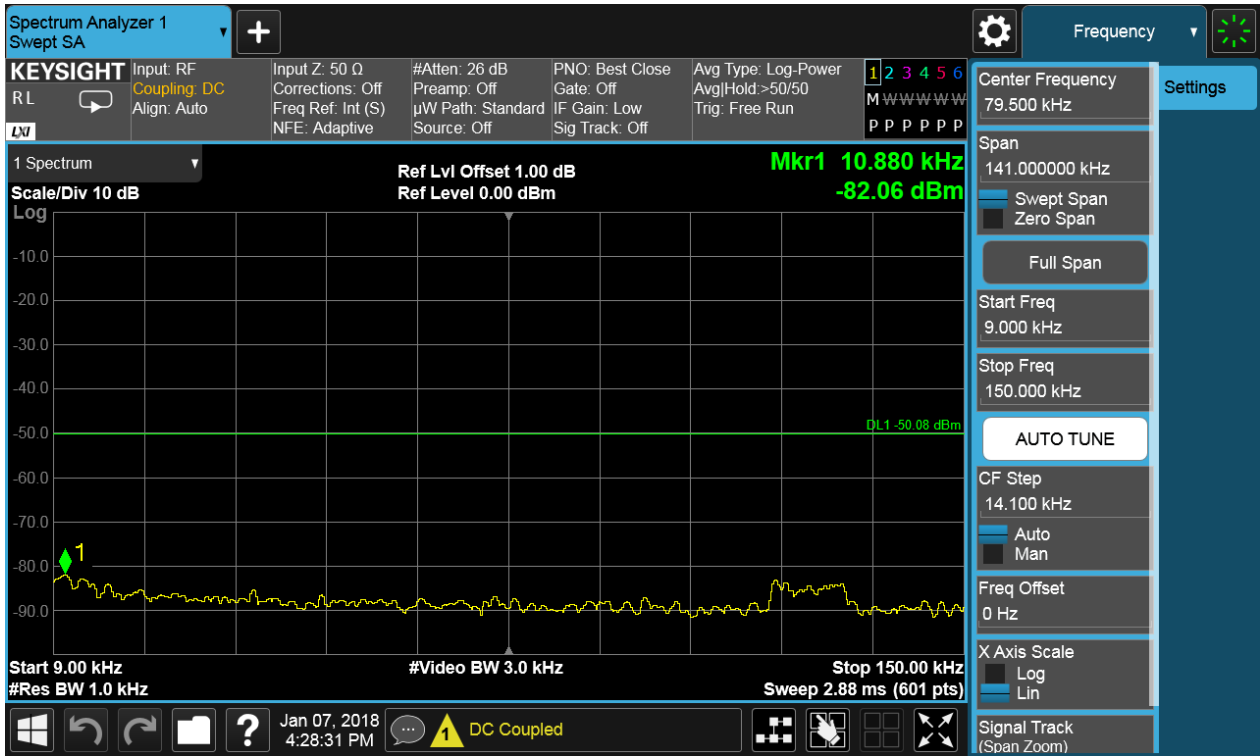 Spectrum Analyzer 1
Swept SA
Frequency
KEYSIGHT
RL
LXI
Input: RF
Coupling: DC
Align: Auto
Input Z: 50 Ω
Corrections: Off
Freq Ref: Int (S)
NFE: Adaptive
#Atten: 26 dB
Preamp: Off
µW Path: Standard
Source: Off
PNO: Best Close
Gate: Off
IF Gain: Low
Sig Track: Off
Avg Type: Log-Power
Avg|Hold:>50/50
Trig: Free Run
1 2 3 4 5 6
M W W W W W
P P P P P P
Settings
1 Spectrum
Scale/Div 10 dB
Log
Ref Lvl Offset 1.00 dB
Ref Level 0.00 dBm
Mkr1 10.880 kHz
-82.06 dBm
-10.0
-20.0
-30.0
-40.0
-50.0
-60.0
-70.0
-80.0
-90.0
DL1 -50.08 dBm
1
Start 9.00 kHz
#Res BW 1.0 kHz
#Video BW 3.0 kHz
Stop 150.00 kHz
Sweep 2.88 ms (601 pts)
Center Frequency
79.500 kHz
Span
141.000000 kHz
Swept Span
Zero Span
Full Span
Start Freq
9.000 kHz
Stop Freq
150.000 kHz
AUTO TUNE
CF Step
14.100 kHz
Auto
Man
Freq Offset
0 Hz
X Axis Scale
Log
Lin
Signal Track
(Span Zoom)
?
Jan 07, 2018
4:28:31 PM
1
DC Coupled